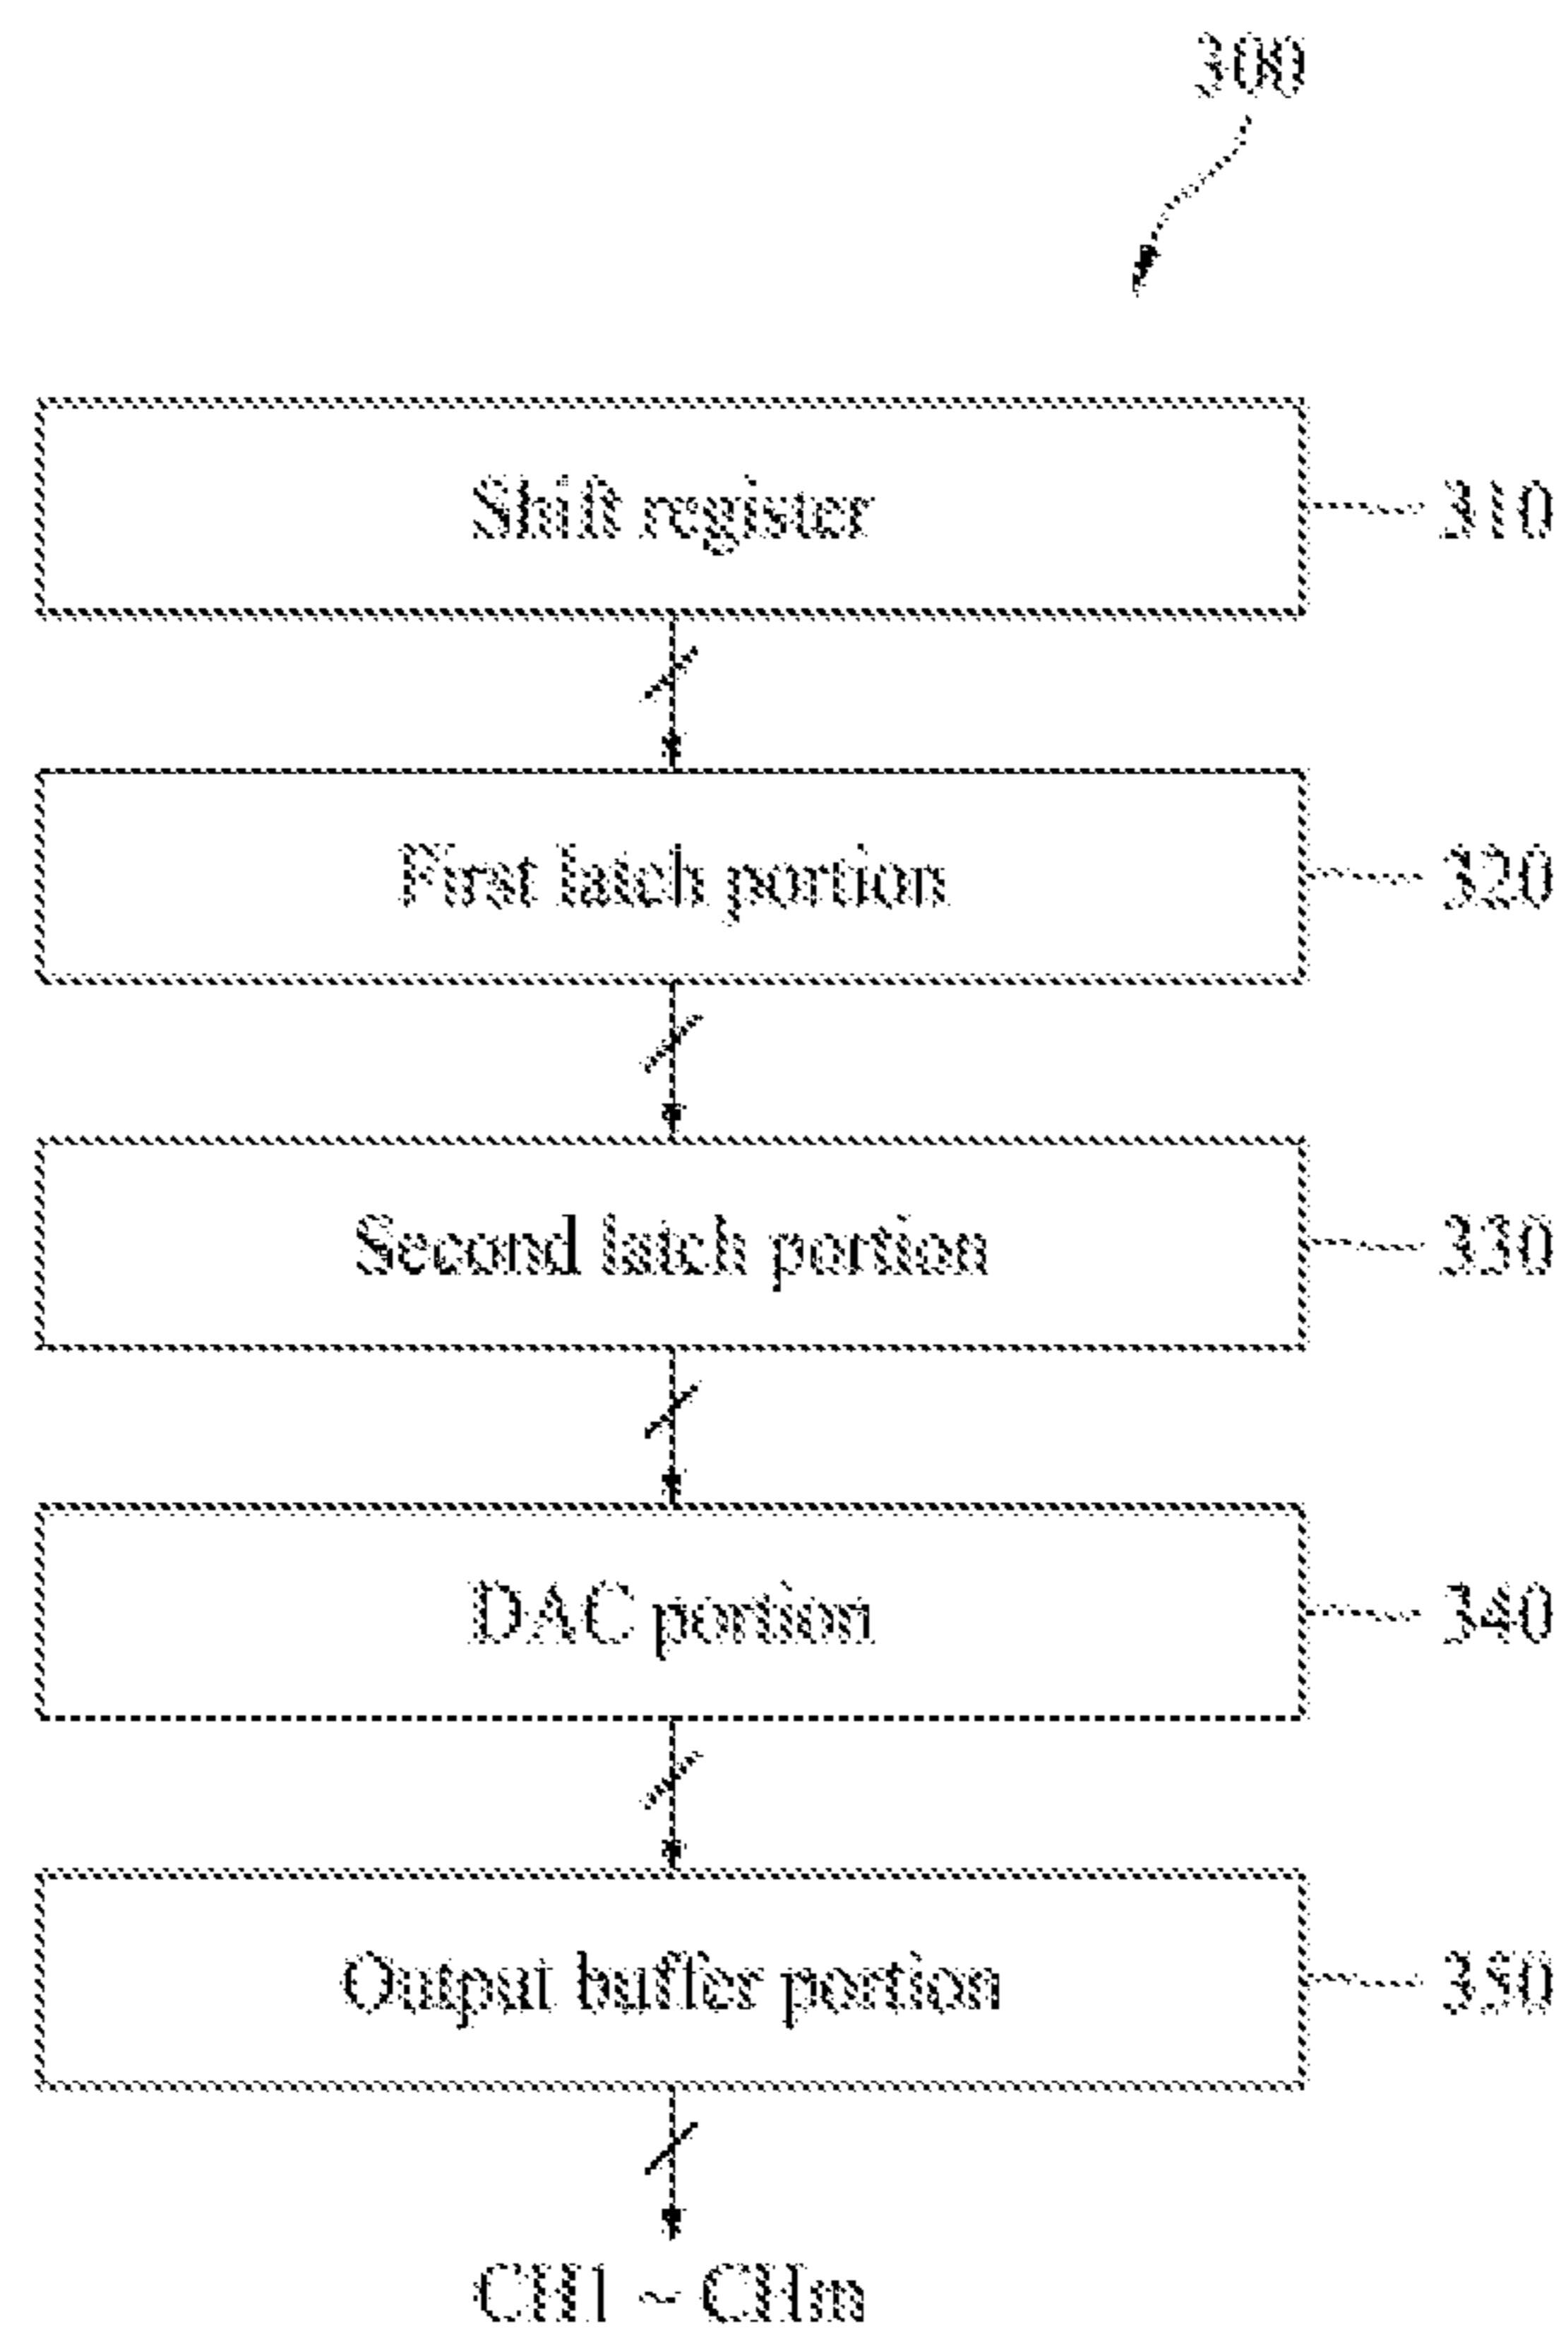 300
Shift register
310
First latch portion
320
Second latch portion
330
DAC portion
340
Output buffer portion
350
CH1 ~ CHm